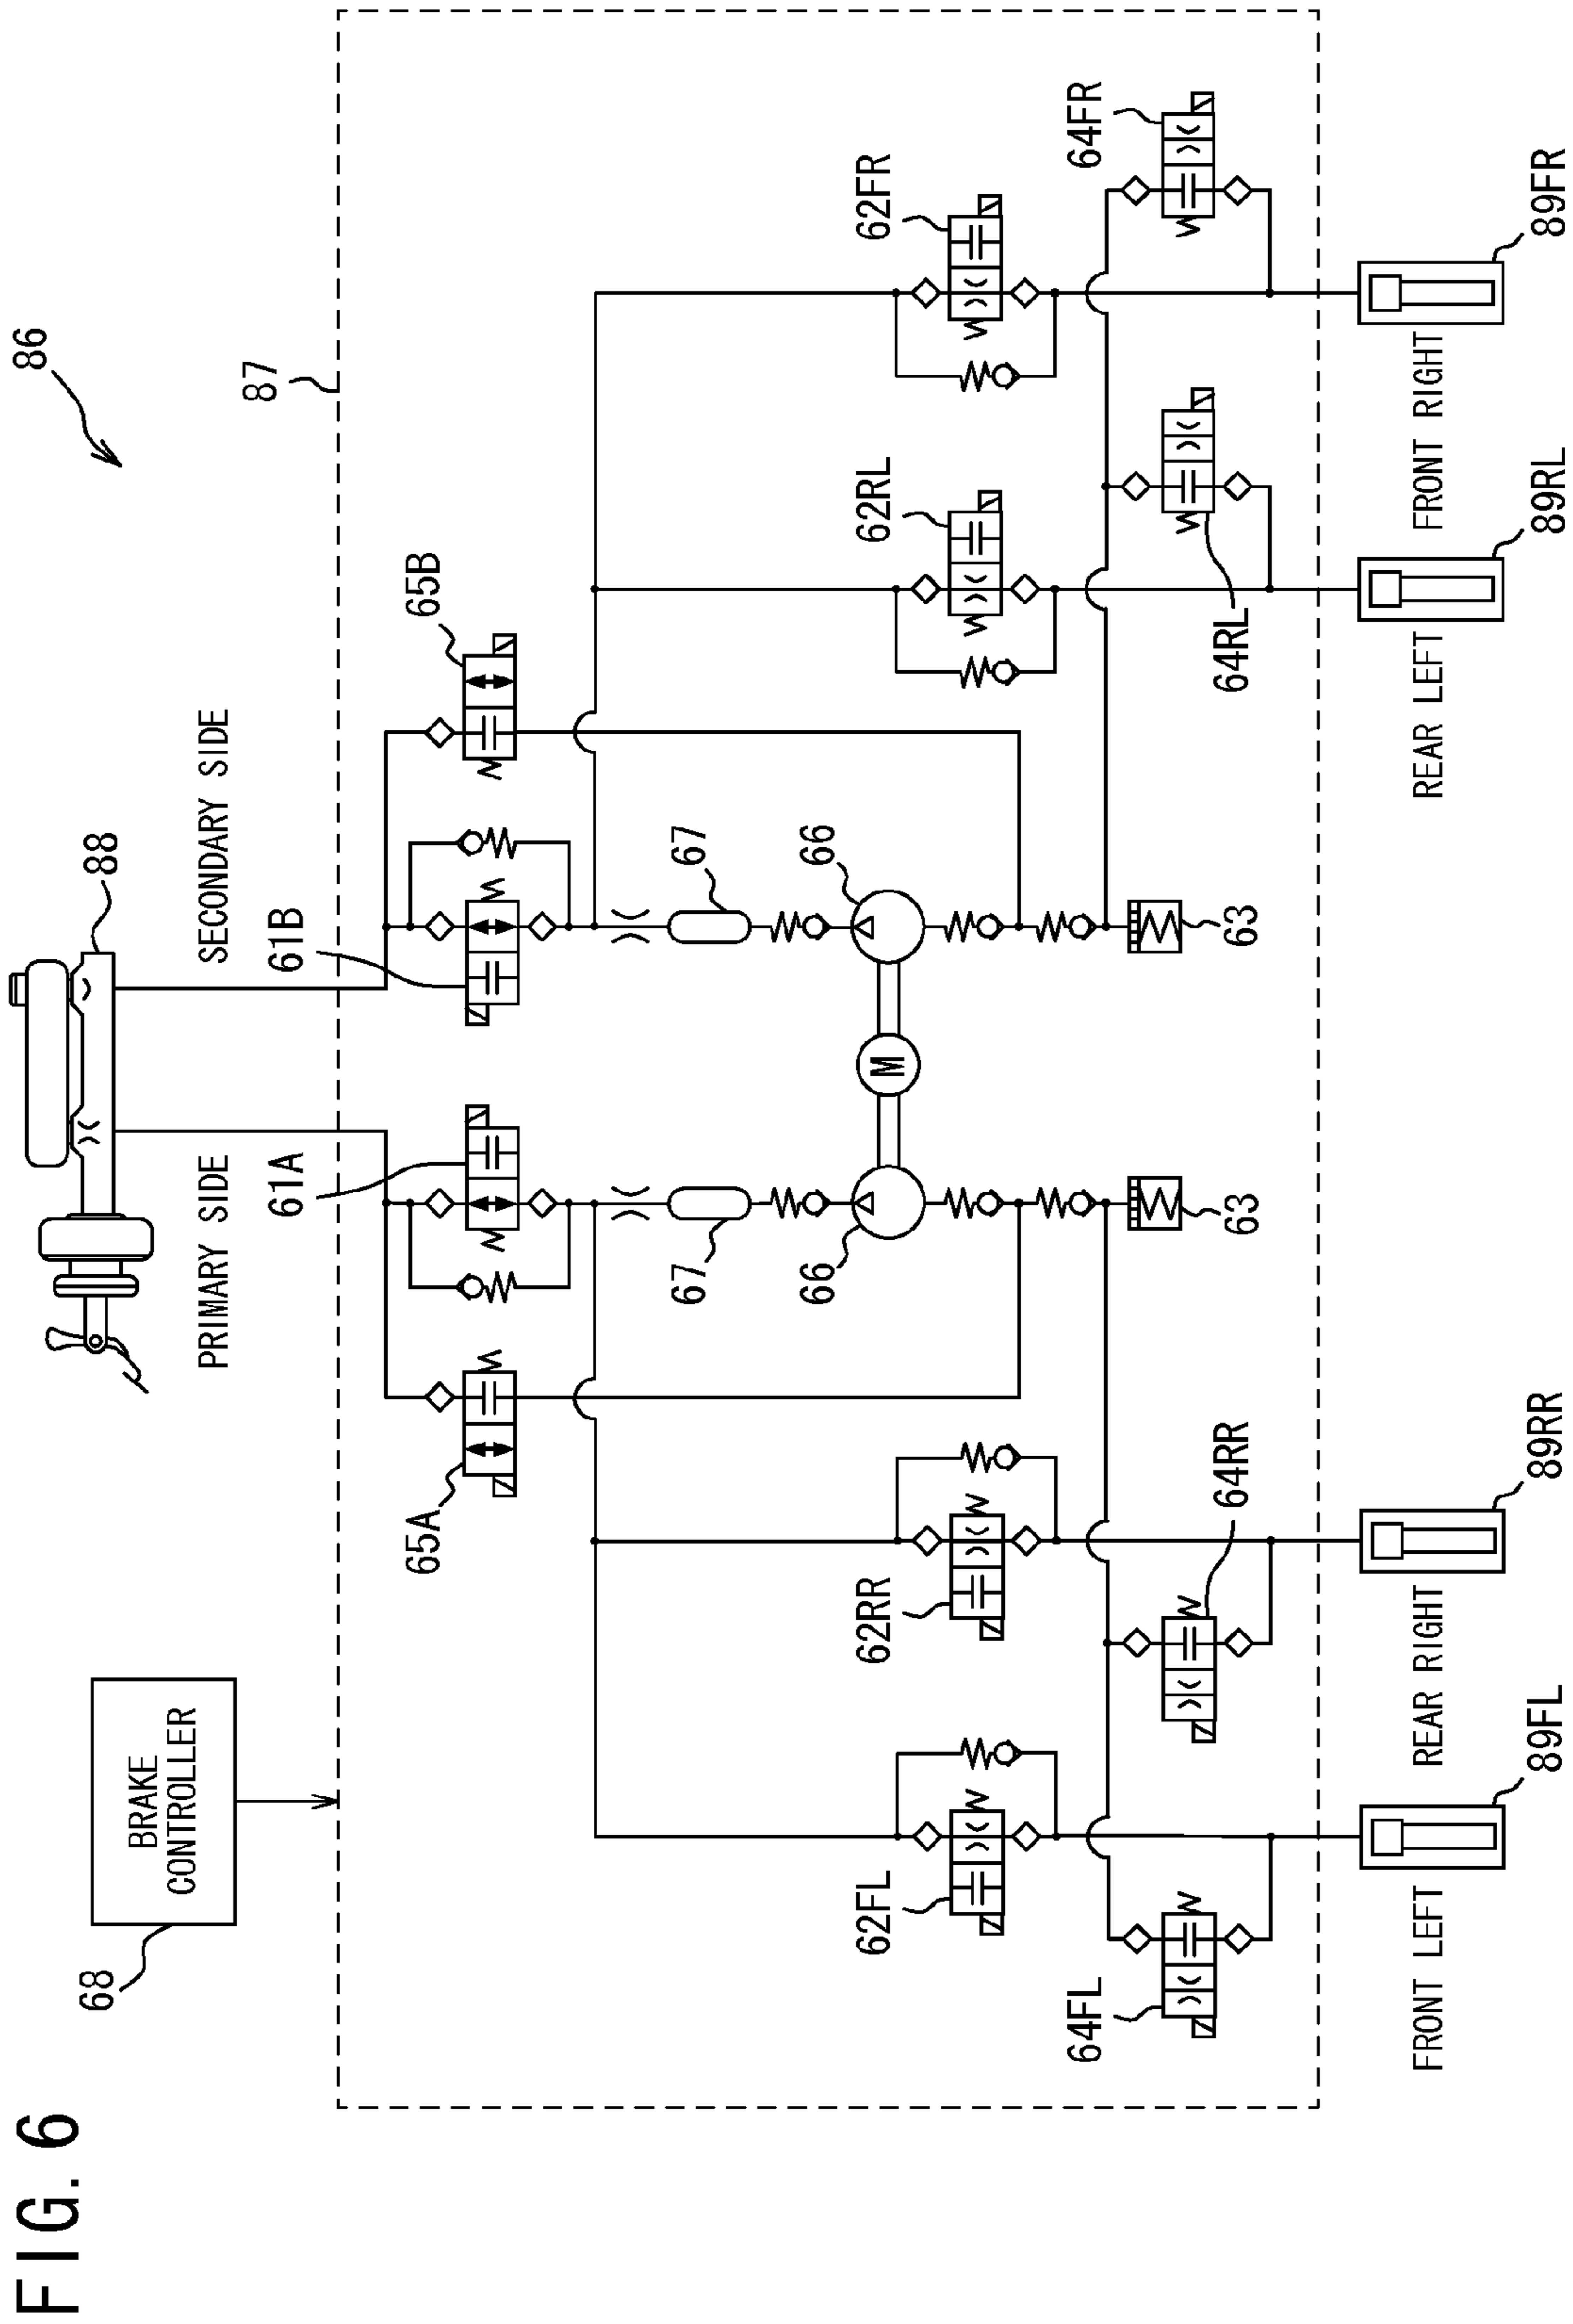 FIG. 6
86
88
68
BRAKE
CONTROLLER
PRIMARY SIDE
SECONDARY SIDE
87
61A
61B
65A
65B
67
67
66
66
M
62FL
62RR
62RL
62FR
64FL
64RR
63
63
64RL
64FR
FRONT LEFT
REAR RIGHT
REAR LEFT
FRONT RIGHT
89FL
89RR
89RL
89FR